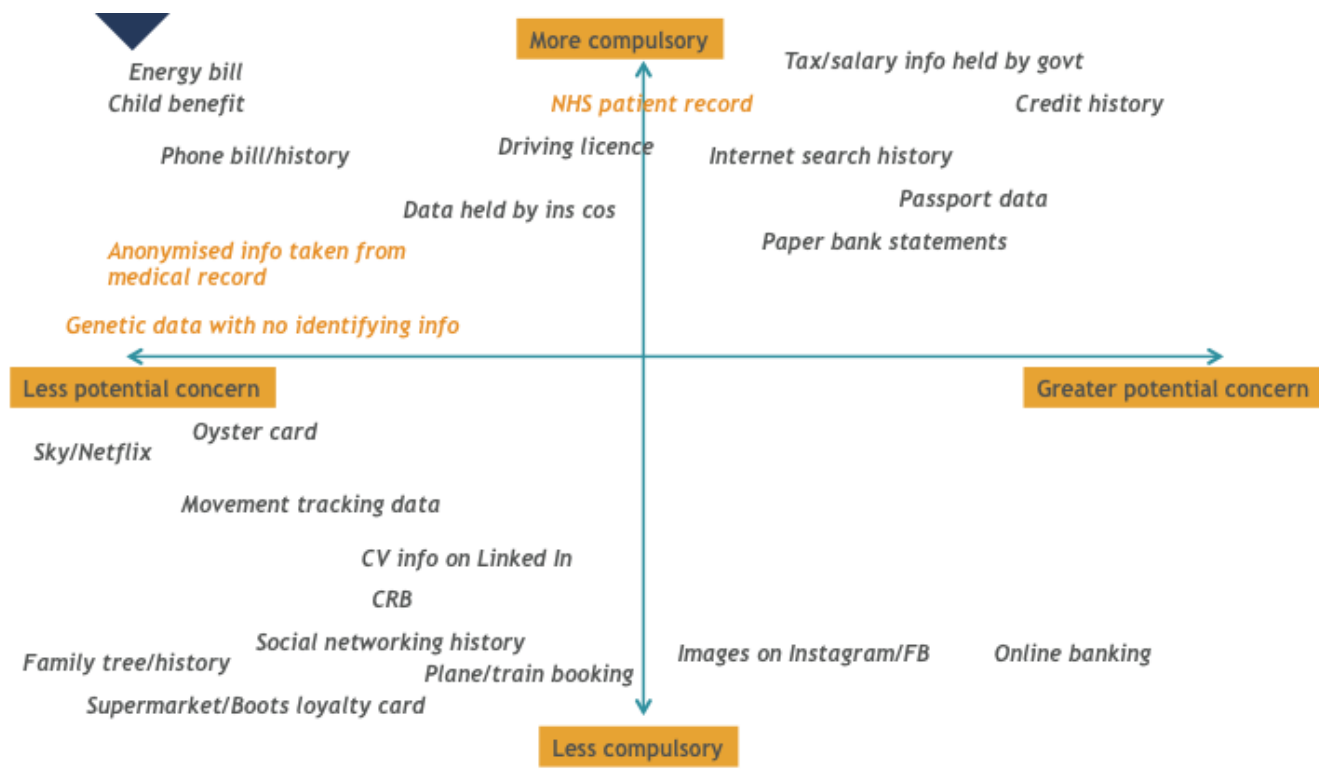 More compulsory
Tax/salary info held by govt
Energy bill
Child benefit
NHS patient record
Credit history
Phone bill/history
Driving licence
Internet search history
Passport data
Data held by ins cos
Paper bank statements
Anonymised info taken from
medical record
Genetic data with no identifying info
Less potential concern
Greater potential concern
Oyster card
Sky/Netflix
Movement tracking data
CV info on Linked In
CRB
Social networking history
Family tree/history
Images on Instagram/FB
Online banking
Plane/train booking
Supermarket/Boots loyalty card
Less compulsory